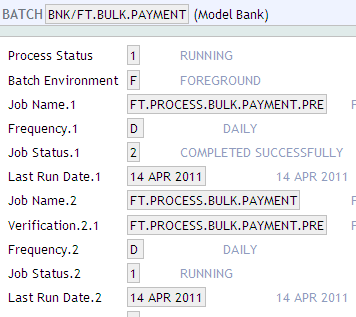 BATCH BNK/FT.BULK.PAYMENT (Model Bank)
Process Status 1 RUNNING
Batch Environment F FOREGROUND
Job Name.1 FT.PROCESS.BULK.PAYMENT.PRE
Frequency.1 D DAILY
Job Status.1 2 COMPLETED SUCCESSFULLY
Last Run Date.1 14 APR 2011 14 APR 2011
Job Name.2 FT.PROCESS.BULK.PAYMENT
Verification.2.1 FT.PROCESS.BULK.PAYMENT.PRE
Frequency.2 D DAILY
Job Status.2 1 RUNNING
Last Run Date.2 14 APR 2011 14 APR 2011